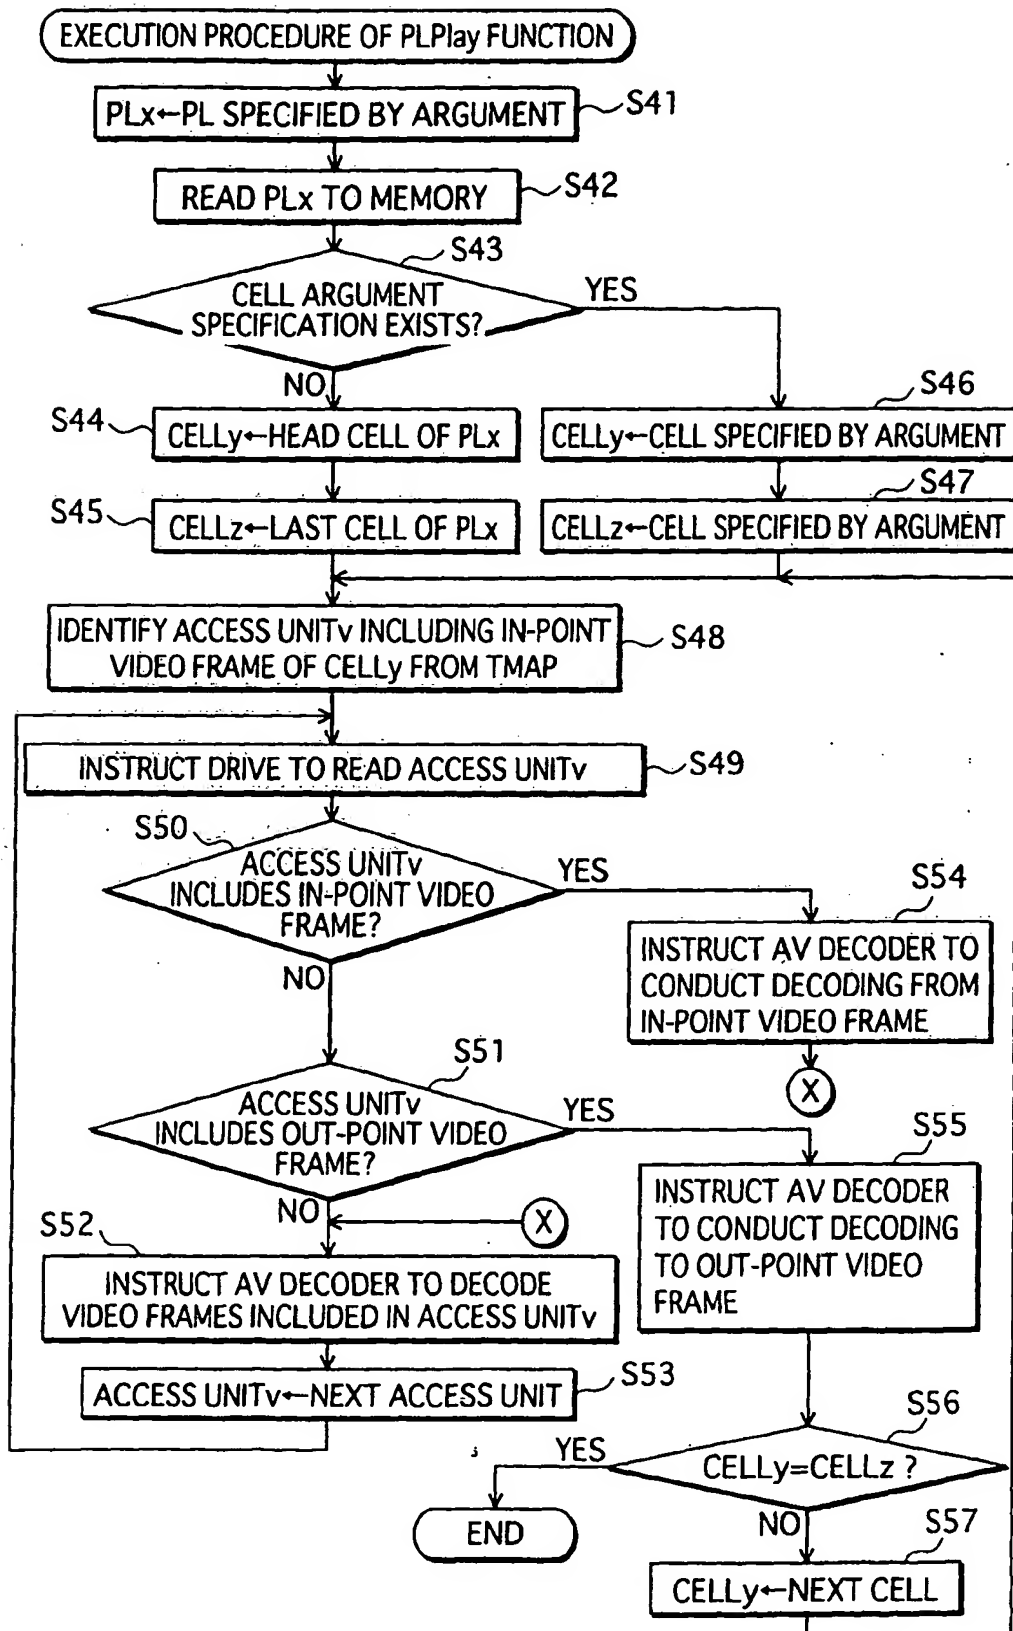 EXECUTION PROCEDURE OF PLPlay FUNCTION
PLx←PL SPECIFIED BY ARGUMENT
S41
READ PLx TO MEMORY
S42
S43
CELL ARGUMENT
SPECIFICATION EXISTS?
YES
NO
S44
CELLy←HEAD CELL OF PLx
S46
CELLy←CELL SPECIFIED BY ARGUMENT
S45
CELLz←LAST CELL OF PLx
S47
CELLz←CELL SPECIFIED BY ARGUMENT
IDENTIFY ACCESS UNITv INCLUDING IN-POINT
VIDEO FRAME OF CELLy FROM TMAP
S48
INSTRUCT DRIVE TO READ ACCESS UNITv
S49
S50
ACCESS UNITv
INCLUDES IN-POINT VIDEO
FRAME?
YES
NO
S54
INSTRUCT AV DECODER TO
CONDUCT DECODING FROM
IN-POINT VIDEO FRAME
X
S51
ACCESS UNITv
INCLUDES OUT-POINT VIDEO
FRAME?
YES
NO
S55
INSTRUCT AV DECODER
TO CONDUCT DECODING
TO OUT-POINT VIDEO
FRAME
X
S52
INSTRUCT AV DECODER TO DECODE
VIDEO FRAMES INCLUDED IN ACCESS UNITv
ACCESS UNITv←NEXT ACCESS UNIT
S53
S56
CELLy=CELLz ?
YES
END
NO
S57
CELLy←NEXT CELL